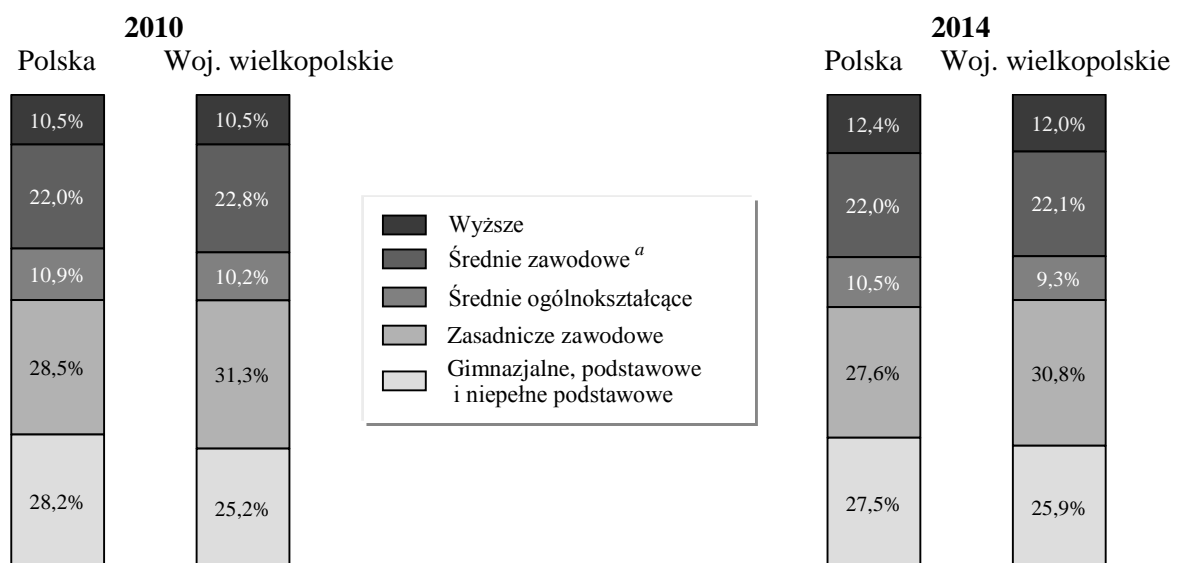 2010
Polska Woj. wielkopolskie
10,5% 10,5%
22,0% 22,8%
10,9% 10,2%
28,5% 31,3%
28,2% 25,2%
Wyższe
Średnie zawodowe a
Średnie ogólnokształcące
Zasadnicze zawodowe
Gimnazjalne, podstawowe
i niepełne podstawowe
2014
Polska Woj. wielkopolskie
12,4% 12,0%
22,0% 22,1%
10,5% 9,3%
27,6% 30,8%
27,5% 25,9%